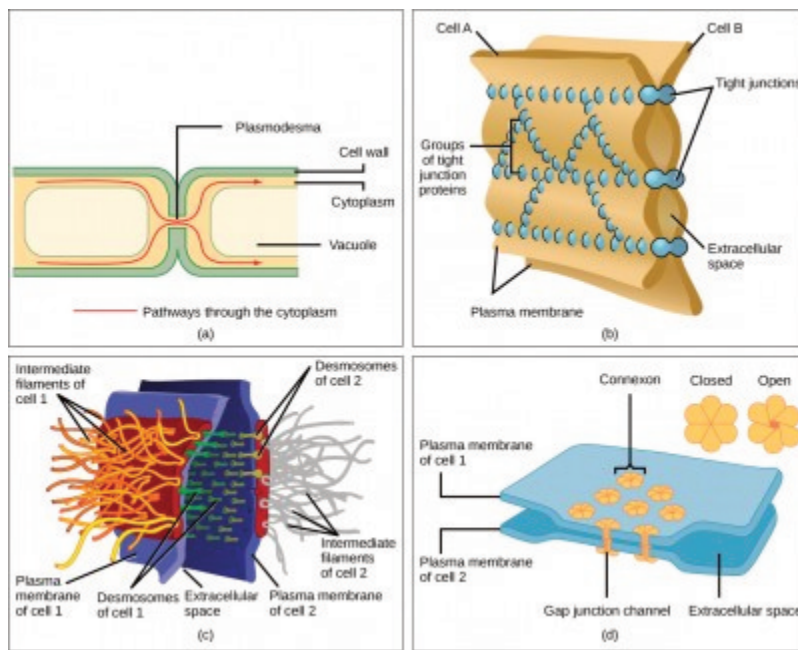 Plasmodesma
Cell wall
Cytoplasm
Vacuole
Pathways through the cytoplasm
(a)
Cell A
Cell B
Tight junctions
Groups
of tight
junction
proteins
Extracellular
space
Plasma membrane
(b)
Intermediate
filaments of
cell 1
Desmosomes
of cell 2
Intermediate
filaments
of cell 2
Plasma
membrane
of cell 1
Desmosomes
of cell 1
Extracellular
space
Plasma membrane
of cell 2
(c)
Connexon
Closed
Open
Plasma membrane
of cell 1
Plasma membrane
of cell 2
Gap junction channel
Extracellular space
(d)